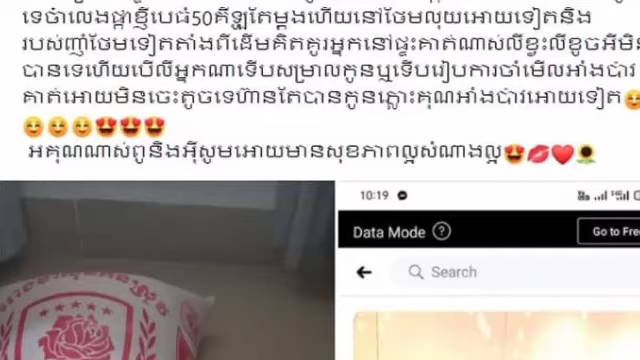 ទេចា៎លេងផ្កាខ្ញីបេធំ50គីឡូតែម្ដងហើយនៅថែមលុយអោយទៀតនិង
របស់ញ៉ាំថែមទៀតតាំងពីដើមគិតគូរអ្នកនៅផ្ទះគាត់ណាស់លីខ្វះលីខូចអីមិន
បានទេហើយបើលីអ្នកណាទើបសម្រាលកូនឬទើបរៀបការចាំមើលអាំងប៉ាវ
គាត់អោយមិនចេះតូចទេហ៊ានតែបានកូនភ្លោះគុណអាំងប៉ាវអោយទៀត☺️
☺️☺️☺️😍😍😍
អគុណណាស់ពូនិងអ៊ីសូមអោយមានសុខភាពល្អសំណាងល្អ😍💋❤️🌻
10:19
Data Mode ?
Go to Free
Search